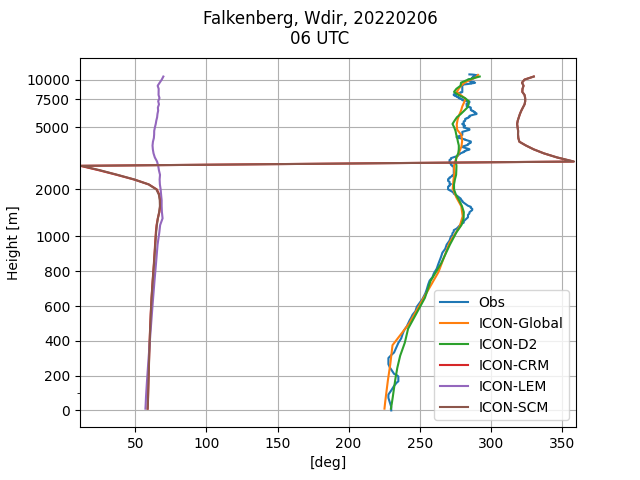 Falkenberg, Wdir, 20220206
06 UTC
10000
7500
5000
2000
1000
800
600
400
200
0
Height [m]
50
100
150
200
250
300
350
[deg]
Obs
ICON-Global
ICON-D2
ICON-CRM
ICON-LEM
ICON-SCM